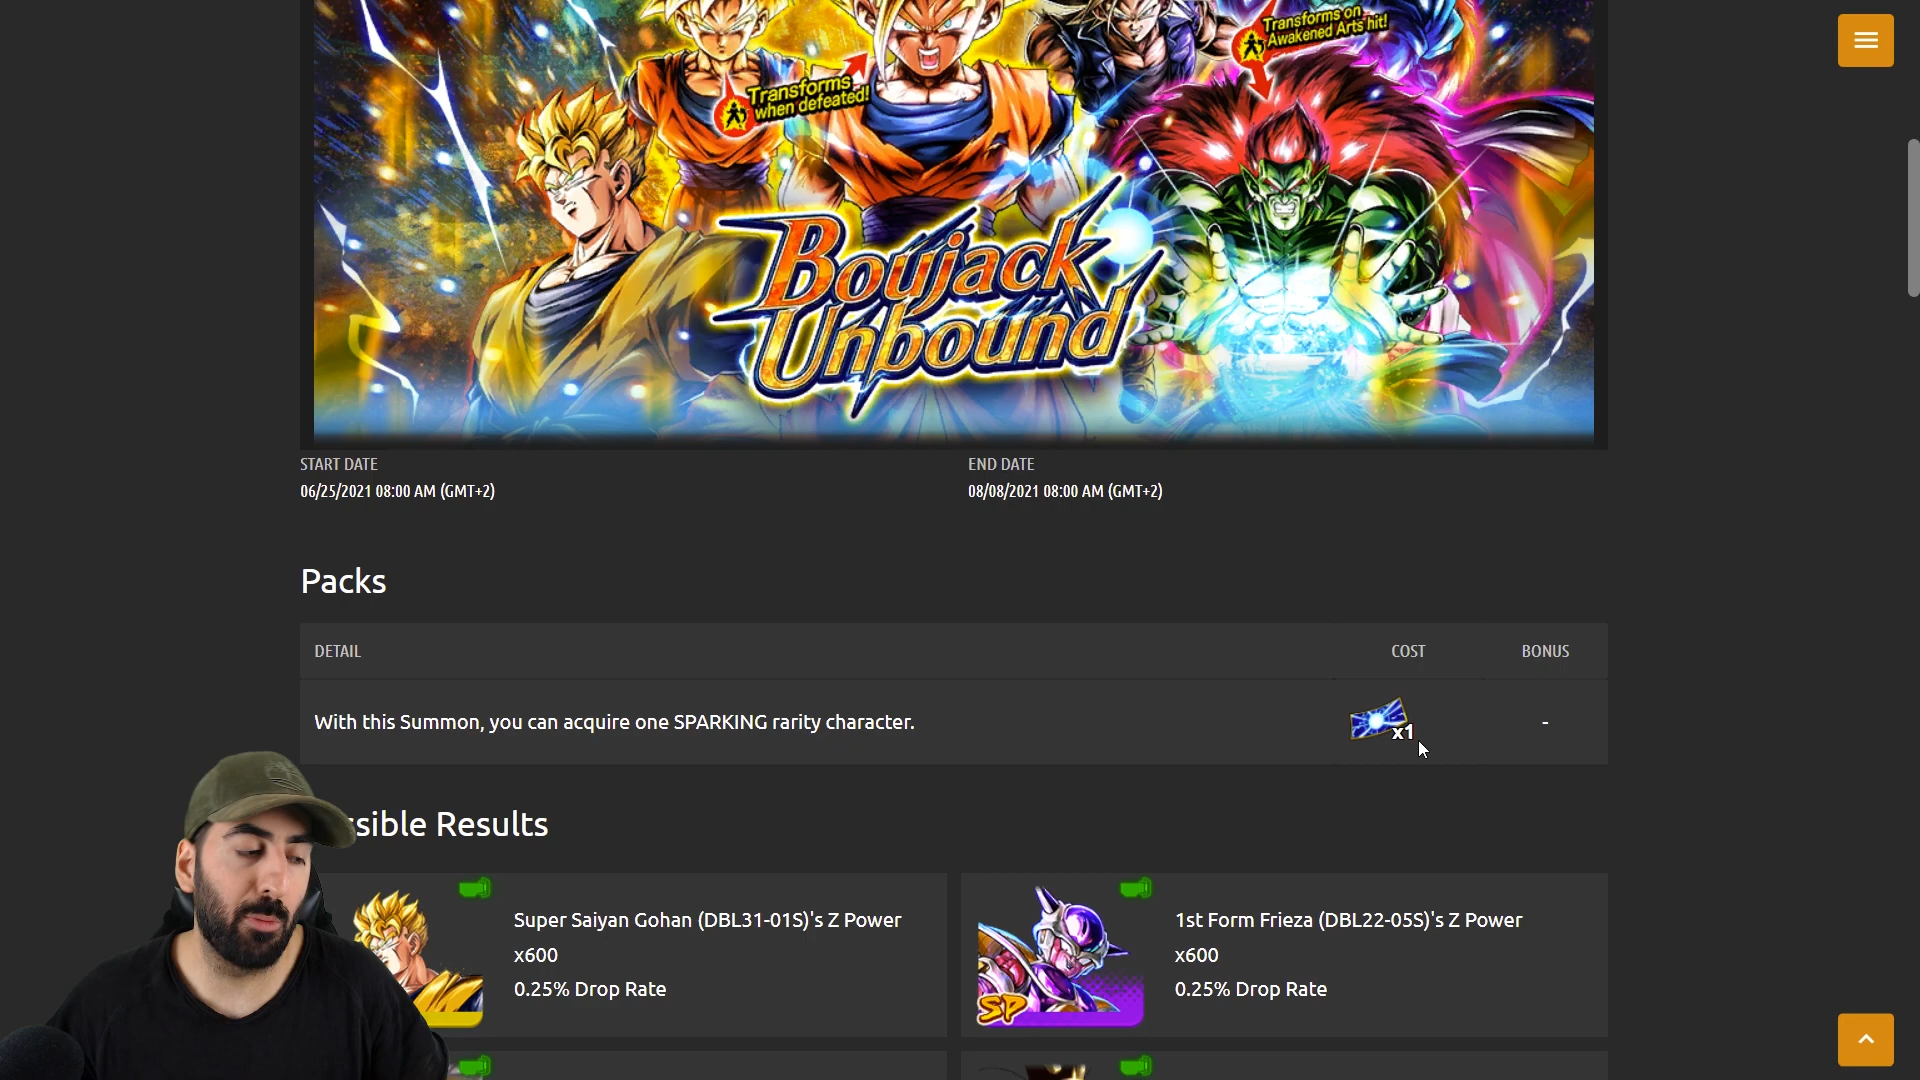 Transforms on
Awakened Arts hit!
Transforms
when defeated!
Boujack
Unbound
START DATE
END DATE
06/25/2021 08:00 AM (GMT+2)
08/08/2021 08:00 AM (GMT+2)
Packs
DETAIL
COST
BONUS
With this Summon, you can acquire one SPARKING rarity character.
x1
-
ssible Results
Super Saiyan Gohan (DBL31-01S)'s Z Power
x600
0.25% Drop Rate
1st Form Frieza (DBL22-05S)'s Z Power
x600
0.25% Drop Rate
SP